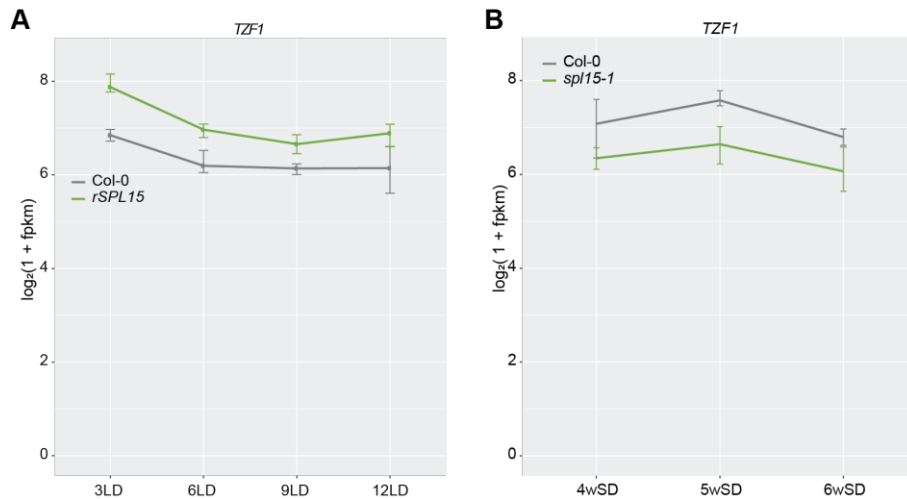 A
TZF1
8
6
4
2
0
log₂(1 + fpkm)
Col-0
rSPL15
3LD
6LD
9LD
12LD
B
TZF1
Col-0
spl15-1
8
6
4
2
0
log₂( 1 + fpkm)
4wSD
5wSD
6wSD